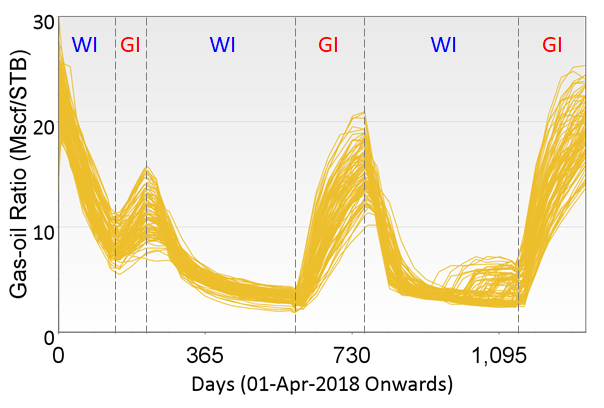 30
WI GI WI GI WI GI
Gas-oil Ratio (Mscf/STB)
20
10
0
0 365 730 1,095
Days (01-Apr-2018 Onwards)